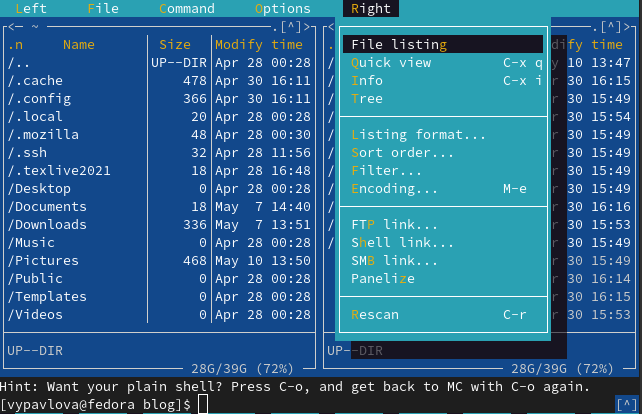 Left File Command Options Right
<─ ~ .[^]>
.n Name Size Modify time
/.. UP--DIR Apr 28 00:28
/.cache 478 Apr 30 16:11
/.config 366 Apr 30 16:11
/.local 20 Apr 28 00:28
/.mozilla 48 Apr 28 00:30
/.ssh 32 Apr 28 11:56
/.texlive2021 18 Apr 28 16:48
/Desktop 0 Apr 28 00:28
/Documents 18 May 7 14:40
/Downloads 336 May 7 13:51
/Music 0 Apr 28 00:28
/Pictures 468 May 10 13:50
/Public 0 Apr 28 00:28
/Templates 0 Apr 28 00:28
/Videos 0 Apr 28 00:28
UP--DIR
28G/39G (72%)
File listing
Quick view C-x q
Info C-x i
Tree
Listing format...
Sort order...
Filter...
Encoding... M-e
FTP link...
Shell link...
SMB link...
Panelize
Rescan C-r
.[^]>
ify time
y 10 13:47
r 30 16:15
r 30 15:49
r 30 15:54
r 30 15:49
r 30 15:49
r 30 15:49
r 30 15:49
r 30 16:16
r 30 15:53
r 30 15:49
r 30 15:49
r 30 16:14
r 30 16:15
r 30 15:53
UP--DIR
28G/39G (72%)
Hint: Want your plain shell? Press C-o, and get back to MC with C-o again.
[vypavlova@fedora blog]$
[^]